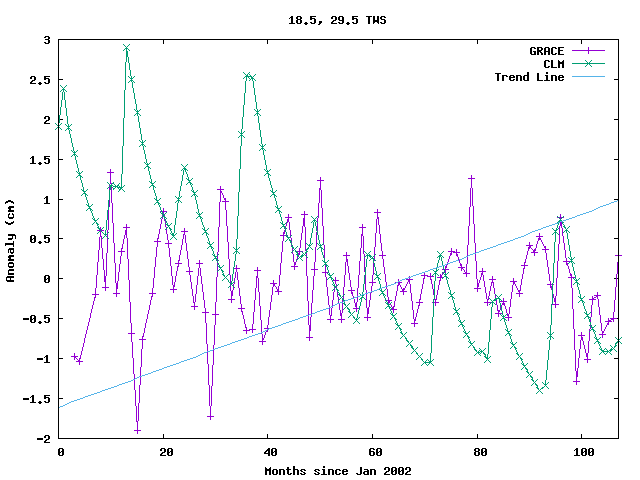 18.5, 29.5 TWS
GRACE
CLM
Trend Line
3
2.5
2
1.5
1
0.5
0
-0.5
-1
-1.5
-2
Anomaly (cm)
0 20 40 60 80 100
Months since Jan 2002